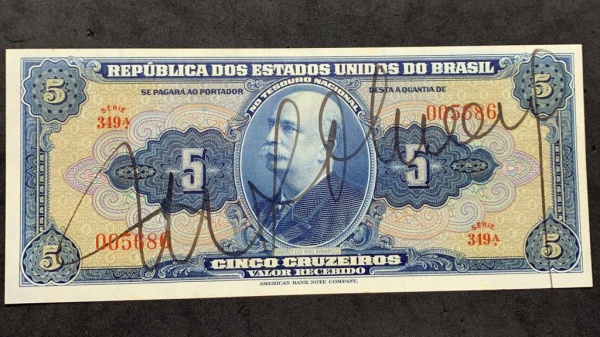 REPÚBLICA DOS ESTADOS UNIDOS DO BRASIL
5 5
SE PAGARÁ AO PORTADOR NO TESOURO NACIONAL DESTA A QUANTIA DE
SÉRIE
349A
005686
5 5
005686
SÉRIE
349A
5 5
CINCO CRUZEIROS
VALOR RECEBIDO
AMERICAN BANK NOTE COMPANY.